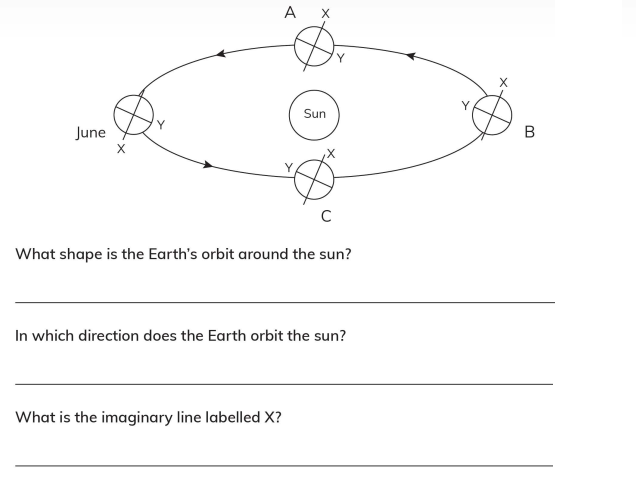 A X
Y
X
Y
Sun
Y
June
B
X
Y X
C
What shape is the Earth's orbit around the sun?
In which direction does the Earth orbit the sun?
What is the imaginary line labelled X?